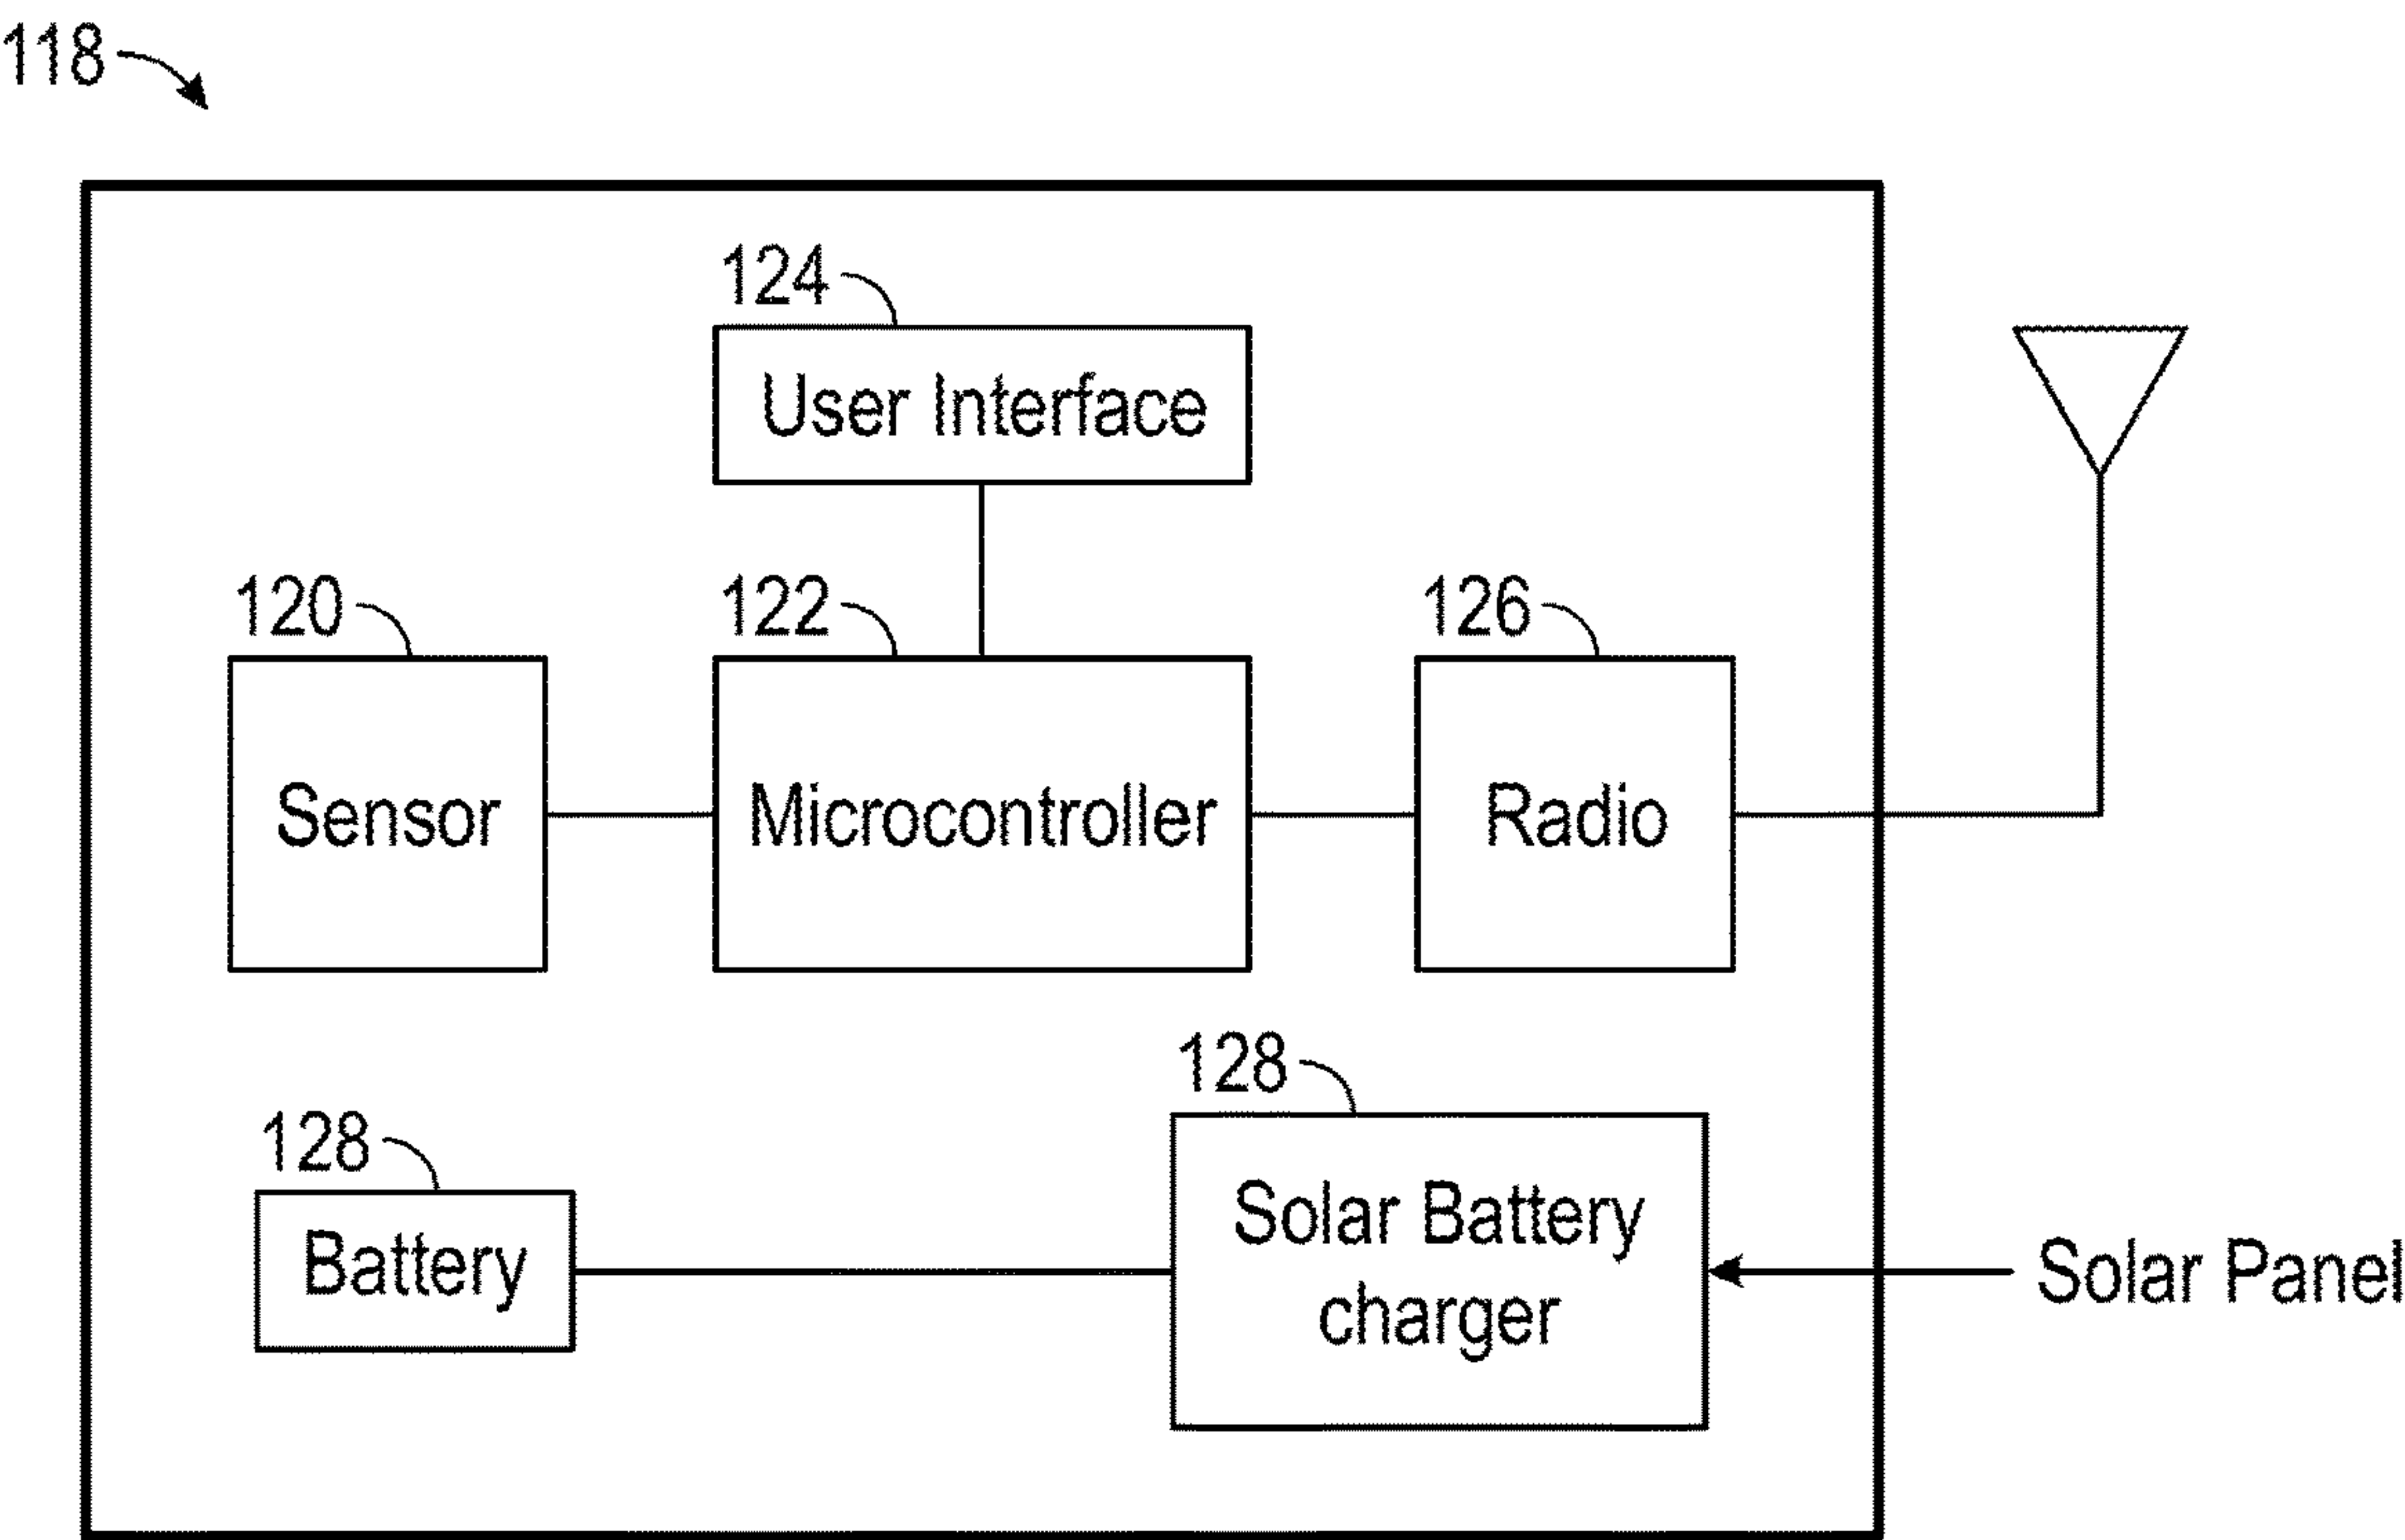 118
124
User Interface
120
122
126
Sensor
Microcontroller
Radio
128
128
Battery
Solar Battery
charger
Solar Panel